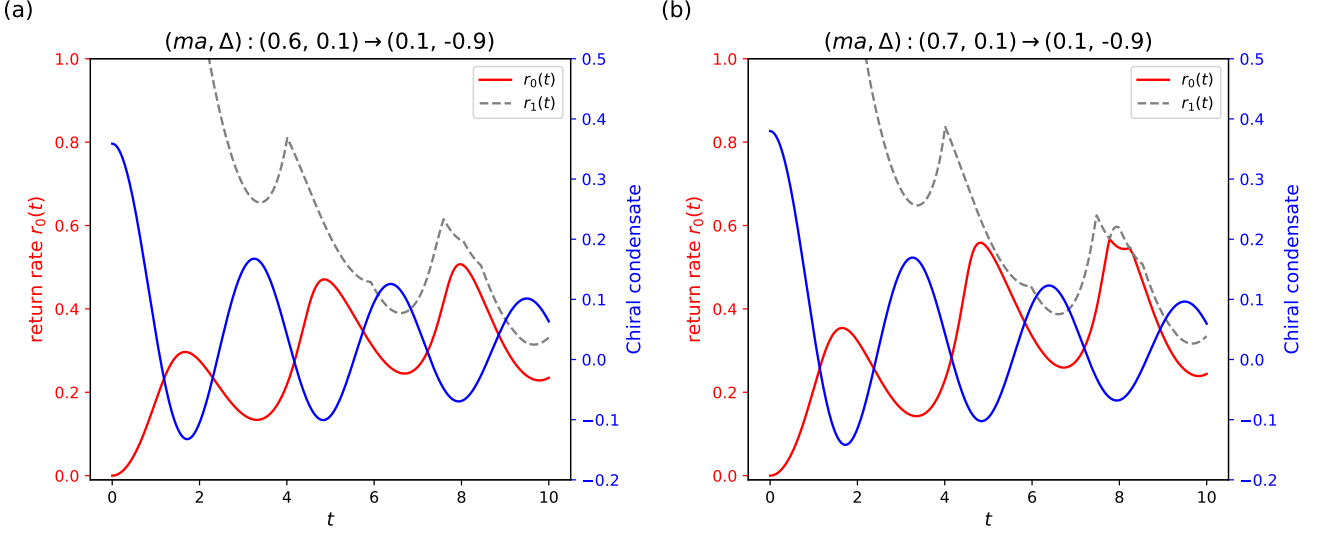 (a)
(ma, Δ) : (0.6, 0.1) → (0.1, -0.9)
r₀(t)
r₁(t)
return rate r₀(t)
1.0
0.8
0.6
0.4
0.2
0.0
0.5
0.4
0.3
0.2
0.1
0.0
−0.1
−0.2
Chiral condensate
0 2 4 6 8 10
t
(b)
(ma, Δ) : (0.7, 0.1) → (0.1, -0.9)
r₀(t)
r₁(t)
return rate r₀(t)
1.0
0.8
0.6
0.4
0.2
0.0
0.5
0.4
0.3
0.2
0.1
0.0
−0.1
−0.2
Chiral condensate
0 2 4 6 8 10
t